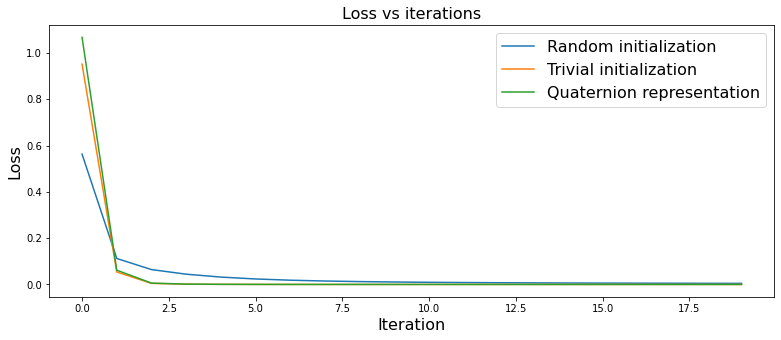 Loss vs iterations
Random initialization
Trivial initialization
Quaternion representation
1.0
0.8
0.6
0.4
0.2
0.0
Loss
0.0 2.5 5.0 7.5 10.0 12.5 15.0 17.5
Iteration